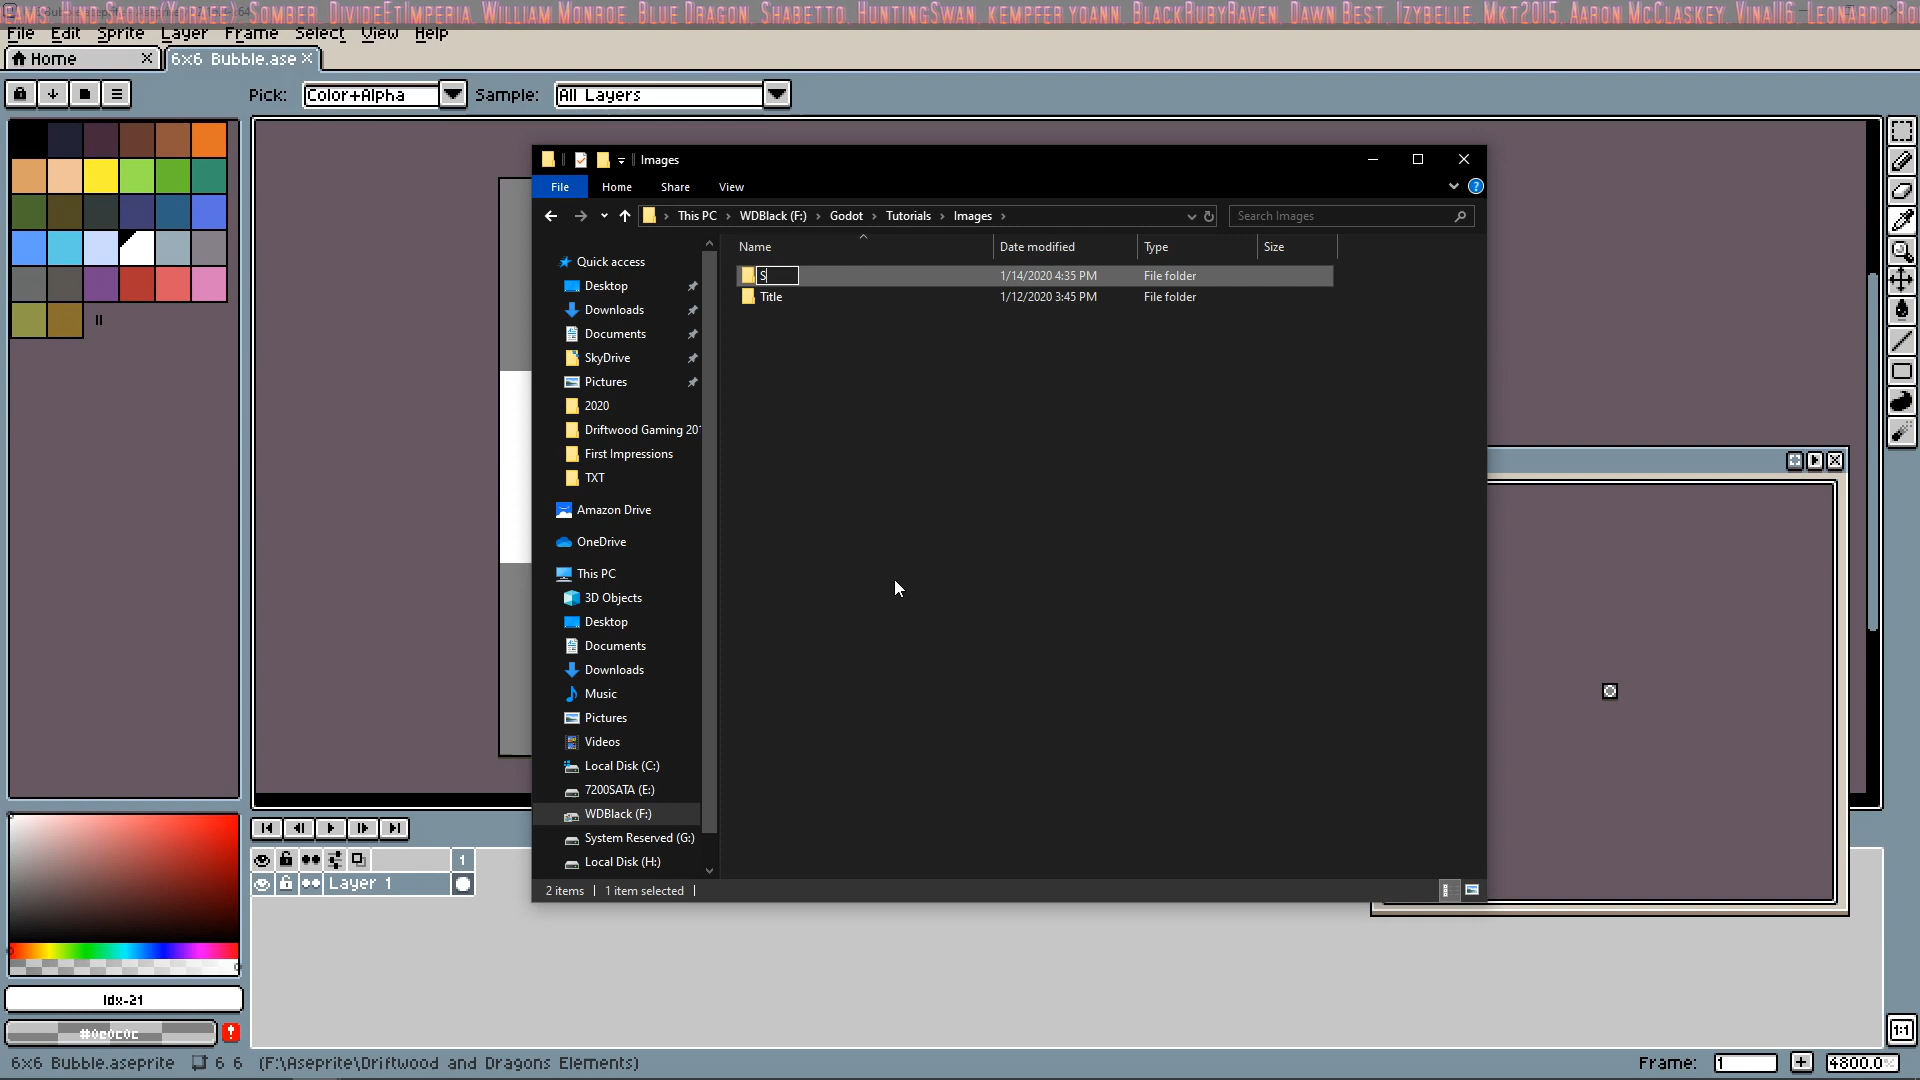 Somber, DivideEtImperia, William Monroe, Blue Dragon, Shabetto, HuntingSwan, kempfer yoann, BlackRubyRaven, Dawn Best, Izybelle, Mkt2015, Aaron McClaskey, Vina116, Leonardo
File Edit Sprite Layer Frame Select View Help
Home
6x6 Bubble.ase
Pick: Color+Alpha Sample: All Layers
Images
File Home Share View
This PC WDBlack (F:) Godot Tutorials Images
Search Images
Name Date modified Type Size
S 1/14/2020 4:35 PM File folder
Title 1/12/2020 3:45 PM File folder
Quick access
Desktop
Downloads
Documents
SkyDrive
Pictures
2020
Driftwood Gaming 20
First Impressions
TXT
Amazon Drive
OneDrive
This PC
3D Objects
Desktop
Documents
Downloads
Music
Pictures
Videos
Local Disk (C:)
7200SATA (E:)
WDBlack (F:)
System Reserved (G:)
Local Disk (H:)
2 items 1 item selected
1
Layer 1
Idx-21
#0c0c0c
1:1
6x6 Bubble.aseprite 6 6 (F:\Aseprite\Driftwood and Dragons Elements)
Frame: 1 + 4800.0